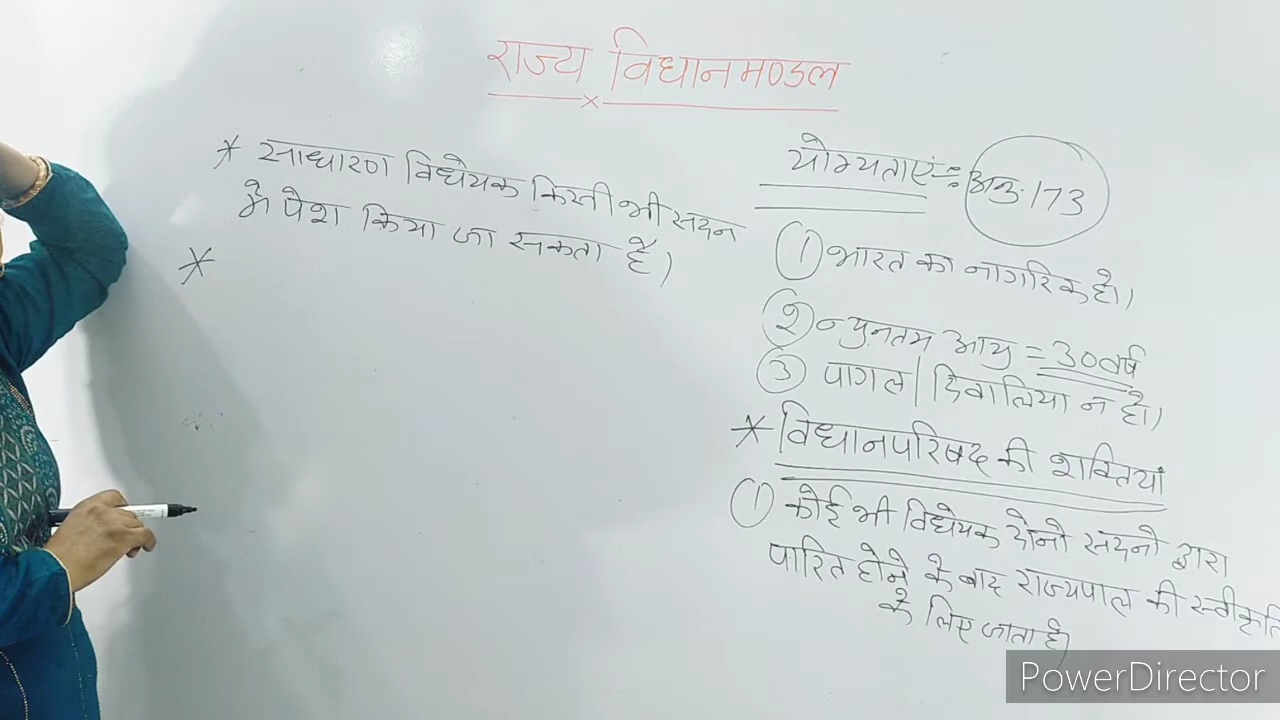 राज्य विधानमण्डल
* साधारण विधेयक किसी भी सदन
मे पेश किया जा सकता है।
*
योग्यताएं:- अनु. 173
① भारत का नागरिक हो।
② न्युनतम आयु = 30 वर्ष
③ पागल | दिवालिया न हो।
* विधानपरिषद की शक्तियां
① कोई भी विधेयक दोनो सदनो द्वारा
पारित होने के बाद राज्यपाल की स्वीकृति
के लिए जाता है।
PowerDirector